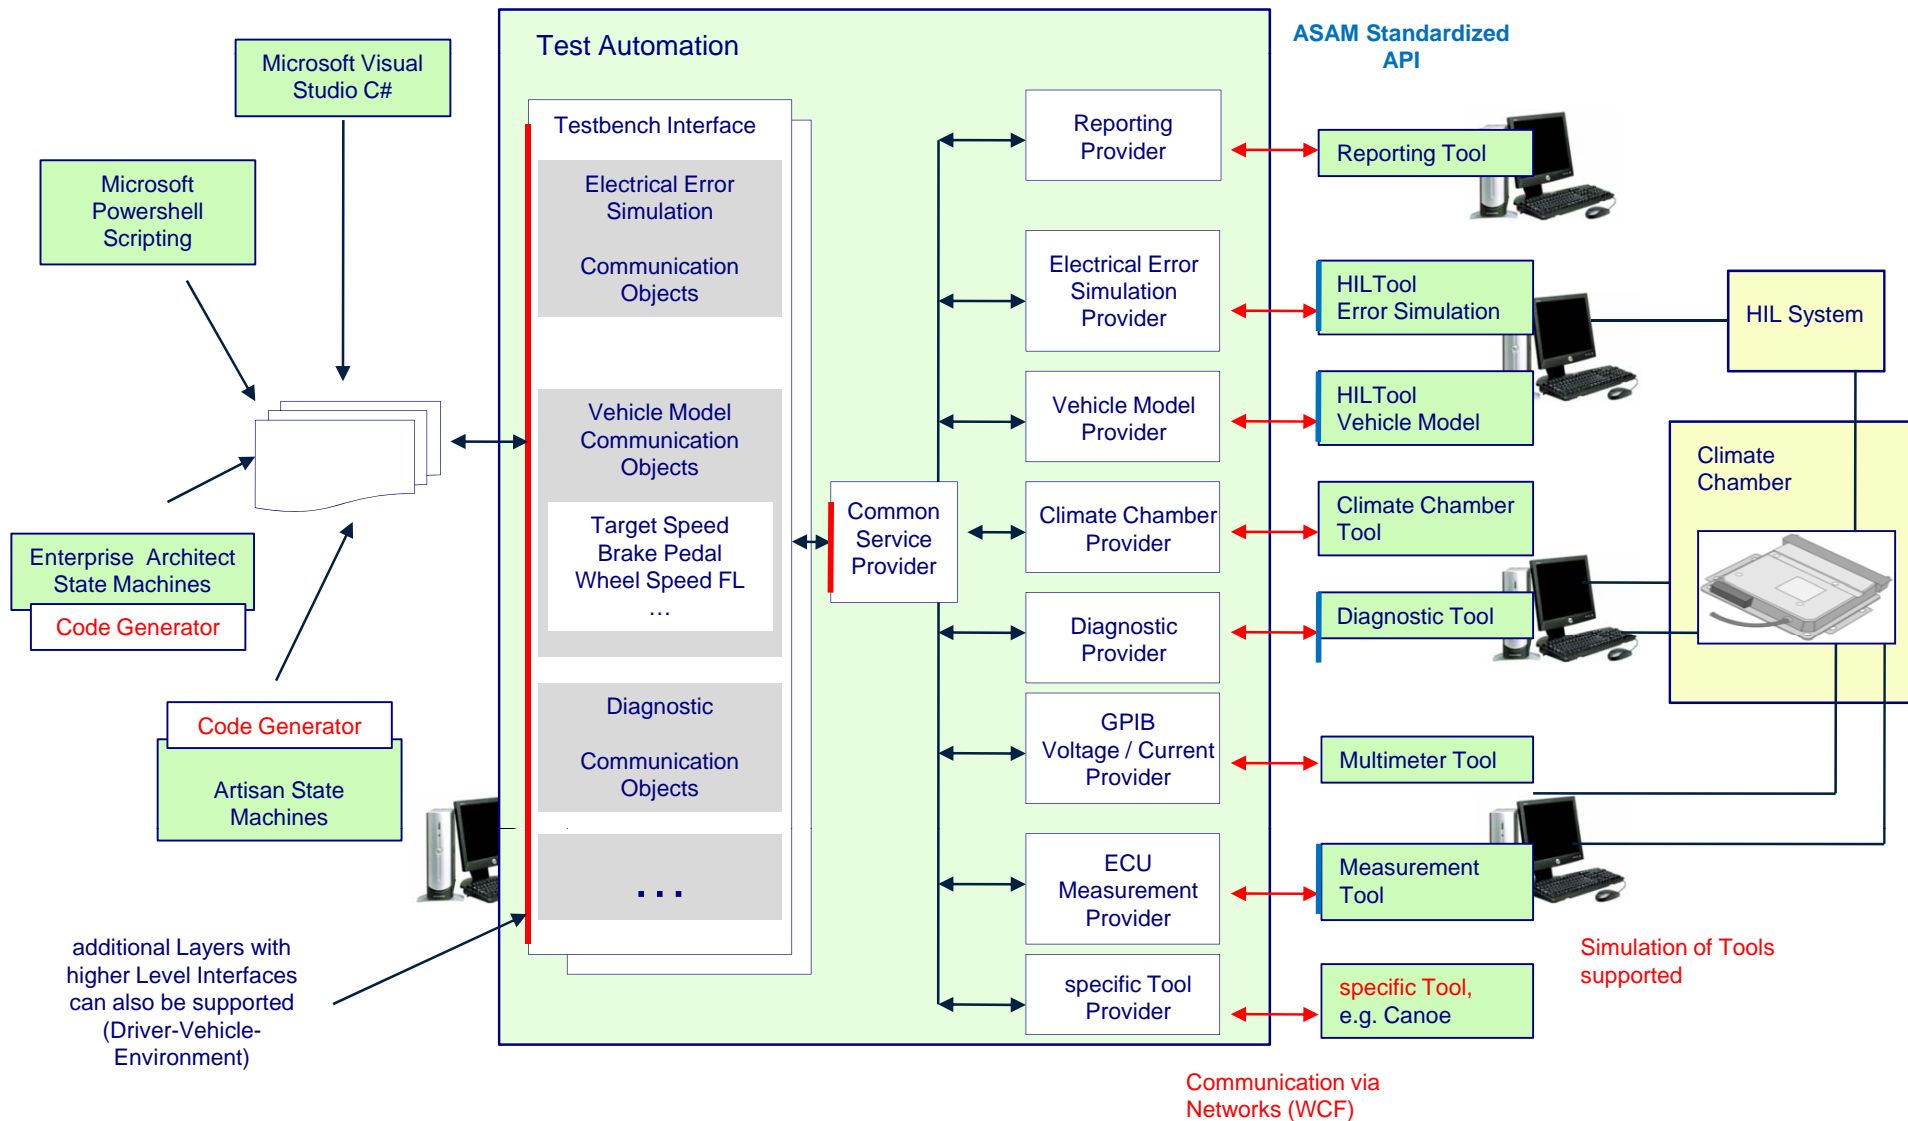 Test Automation
ASAM Standardized
API
Microsoft Visual
Studio C#
Microsoft
Powershell
Scripting
Enterprise  Architect
State Machines
Code Generator
Code Generator
Artisan State
Machines
additional Layers with
higher Level Interfaces
can also be supported
(Driver-Vehicle-
Environment)
Testbench Interface
Electrical Error
Simulation
Communication
Objects
Vehicle Model
Communication
Objects
Target Speed
Brake Pedal
Wheel Speed FL
…
Diagnostic
Communication
Objects
...
Common
Service
Provider
Reporting
Provider
Electrical Error
Simulation
Provider
Vehicle Model
Provider
Climate Chamber
Provider
Diagnostic
Provider
GPIB
Voltage / Current
Provider
ECU
Measurement
Provider
specific Tool
Provider
Reporting Tool
HILTool
Error Simulation
HILTool
Vehicle Model
Climate Chamber
Tool
Diagnostic Tool
Multimeter Tool
Measurement
Tool
specific Tool,
e.g. Canoe
HIL System
Climate
Chamber
Simulation of Tools
supported
Communication via
Networks (WCF)